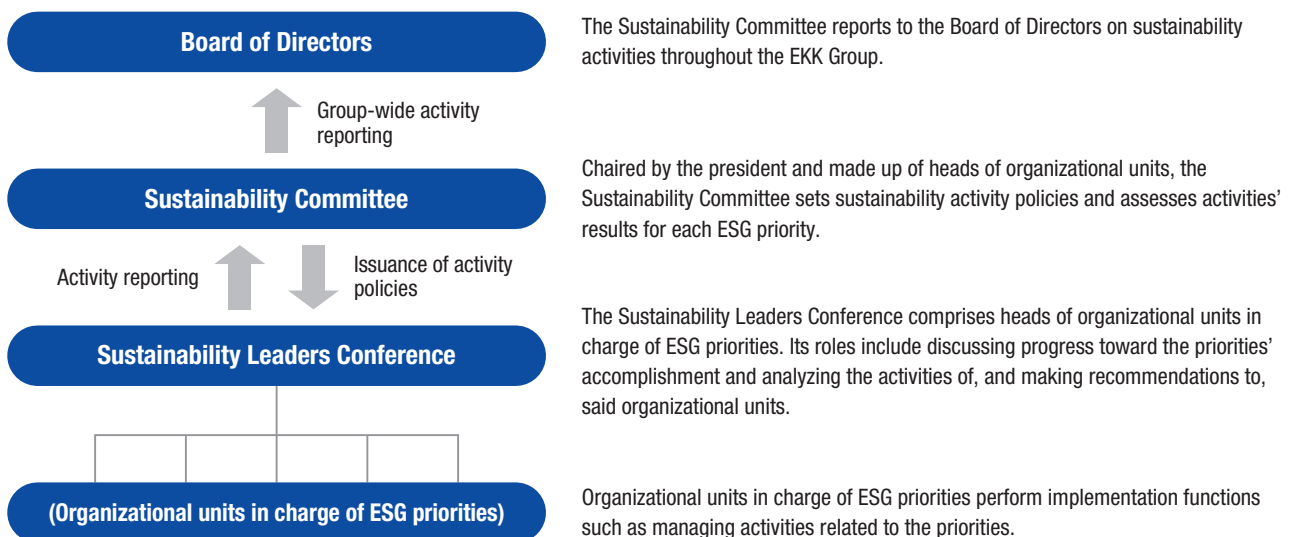 Board of Directors
The Sustainability Committee reports to the Board of Directors on sustainability
activities throughout the EKK Group.
Group-wide activity
reporting
Sustainability Committee
Chaired by the president and made up of heads of organizational units, the
Sustainability Committee sets sustainability activity policies and assesses activities’
results for each ESG priority.
Activity reporting
Issuance of activity
policies
Sustainability Leaders Conference
The Sustainability Leaders Conference comprises heads of organizational units in
charge of ESG priorities. Its roles include discussing progress toward the priorities’
accomplishment and analyzing the activities of, and making recommendations to,
said organizational units.
(Organizational units in charge of ESG priorities)
Organizational units in charge of ESG priorities perform implementation functions
such as managing activities related to the priorities.